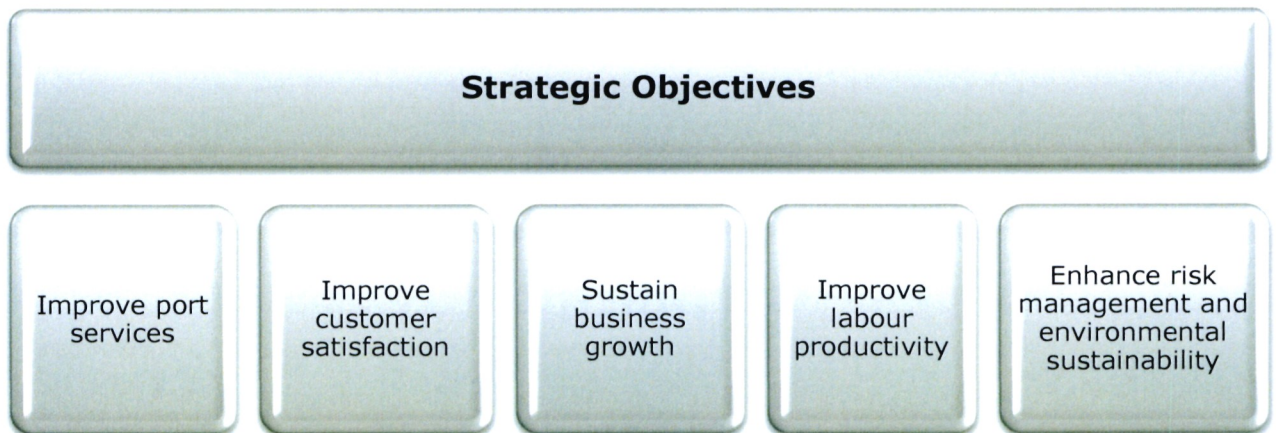 Strategic Objectives
Improve port
services
Improve
customer
satisfaction
Sustain
business
growth
Improve
labour
productivity
Enhance risk
management and
environmental
sustainability